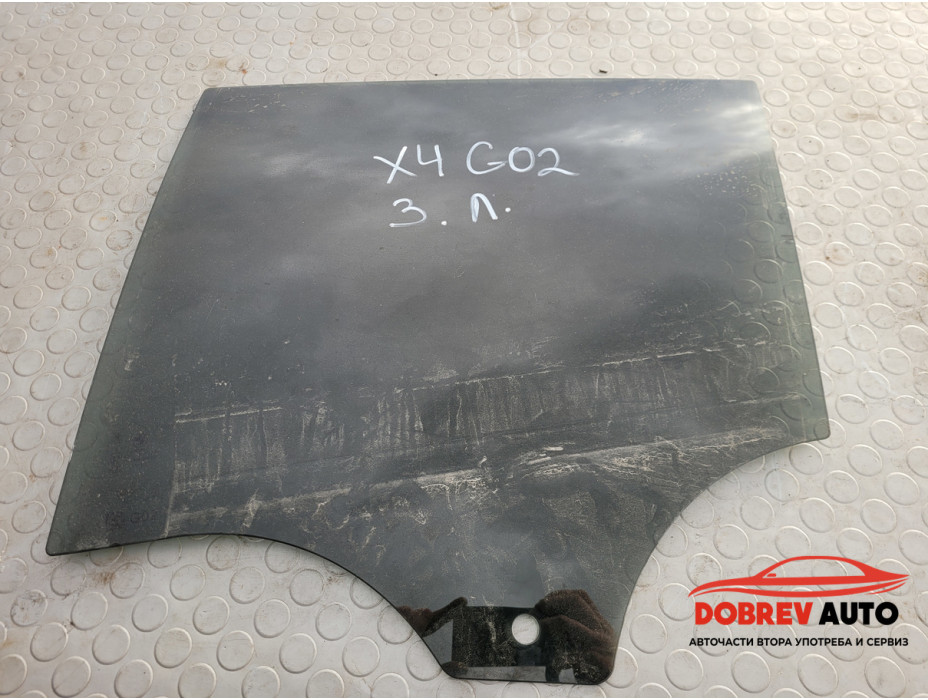 X4 G02
З. Л.
DOBREV AUTO
АВТОЧАСТИ ВТОРА УПОТРЕБА И СЕРВИЗ